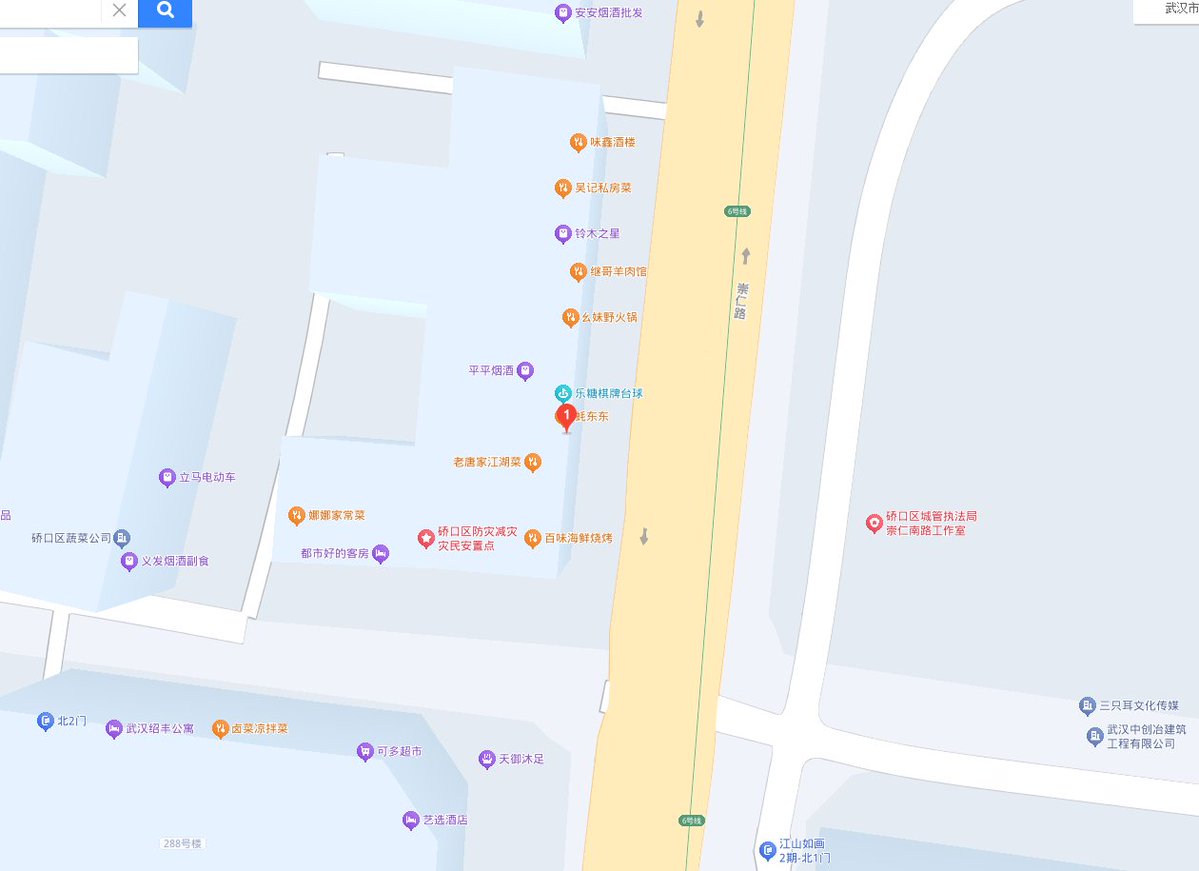 安安烟酒批发
武汉市
味鑫酒楼
吴记私房菜
6号线
铃木之星
继哥羊肉馆
崇仁路
幺妹野火锅
平平烟酒
乐糖棋牌台球
1
蚝东东
老唐家江湖菜
立马电动车
品
娜娜家常菜
硚口区防灾减灾
灾民安置点
百味海鲜烧烤
硚口区城管执法局
崇仁南路工作室
硚口区蔬菜公司
都市好的客房
义发烟酒副食
三只耳文化传媒
北2门
武汉绍丰公寓
卤菜凉拌菜
武汉中创冶建筑
工程有限公司
可多超市
天御沐足
艺选酒店
6号线
288号楼
江山如画
2期-北1门